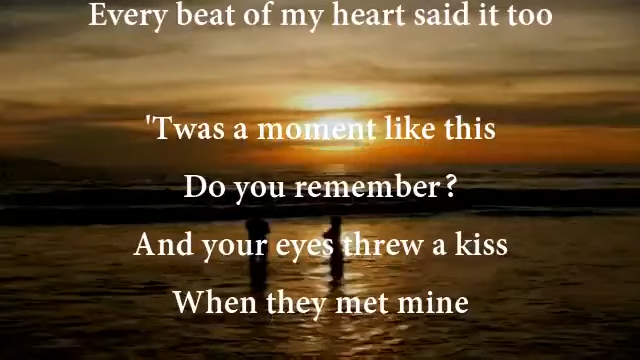 Every beat of my heart said it too
'Twas a moment like this
Do you remember?
And your eyes threw a kiss
When they met mine